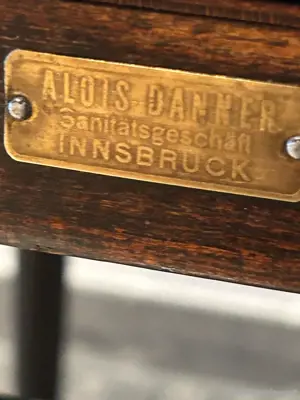 ALOIS DANNER
Sanitätsgeschäft
INNSBRUCK